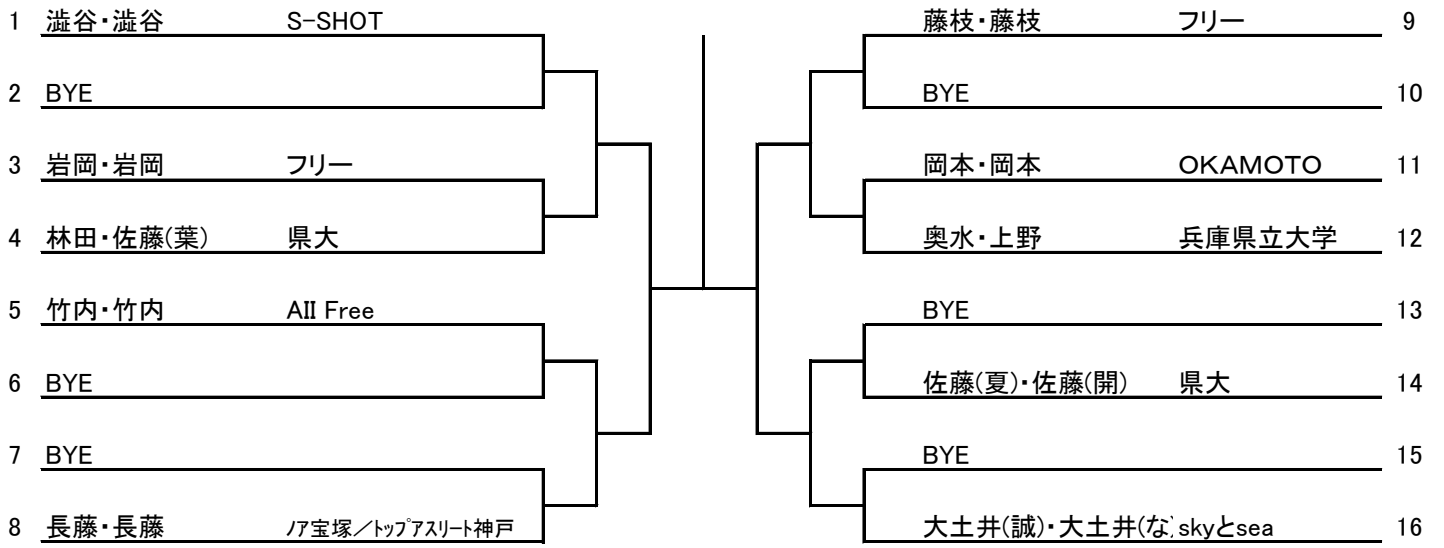 1 澁谷・澁谷 S-SHOT
2 BYE
3 岩岡・岩岡 フリー
4 林田・佐藤(葉) 県大
5 竹内・竹内 All Free
6 BYE
7 BYE
8 長藤・長藤 ノア宝塚／トップアスリート神戸
藤枝・藤枝 フリー 9
BYE 10
岡本・岡本 OKAMOTO 11
奥水・上野 兵庫県立大学 12
BYE 13
佐藤(夏)・佐藤(開) 県大 14
BYE 15
大土井(誠)・大土井(な skyとsea 16